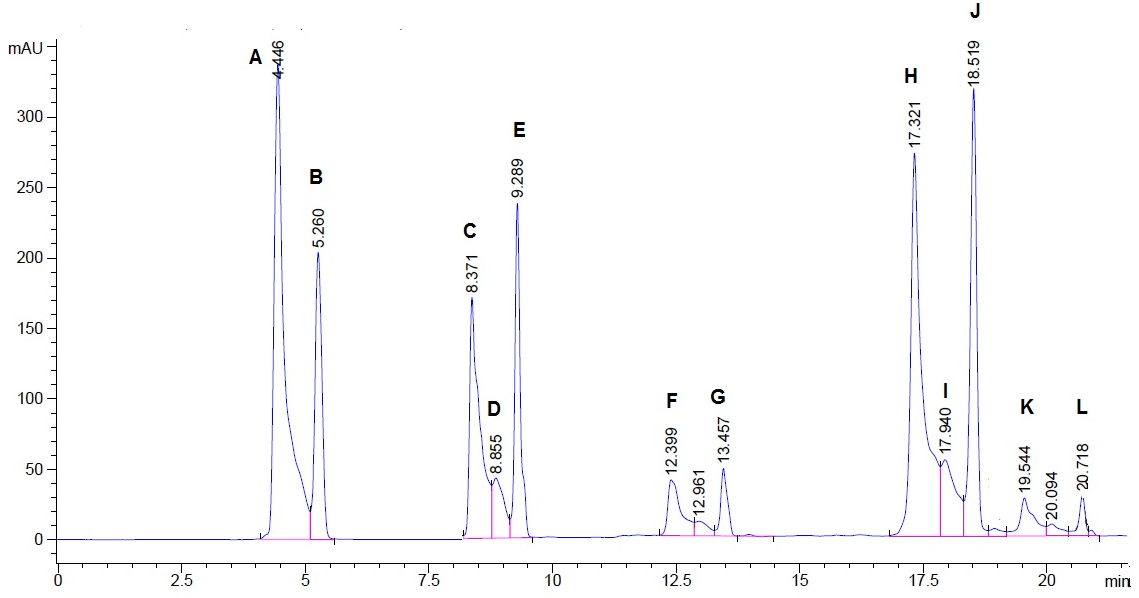 J
mAU
A
4.446
H
18.519
17.321
300
E
9.289
B
5.260
250
C
8.371
200
150
I
17.940
F
G
K
L
100
D
8.855
12.399
13.457
12.961
19.544
20.094
20.718
50
0
0
2.5
5
7.5
10
12.5
15
17.5
20
min